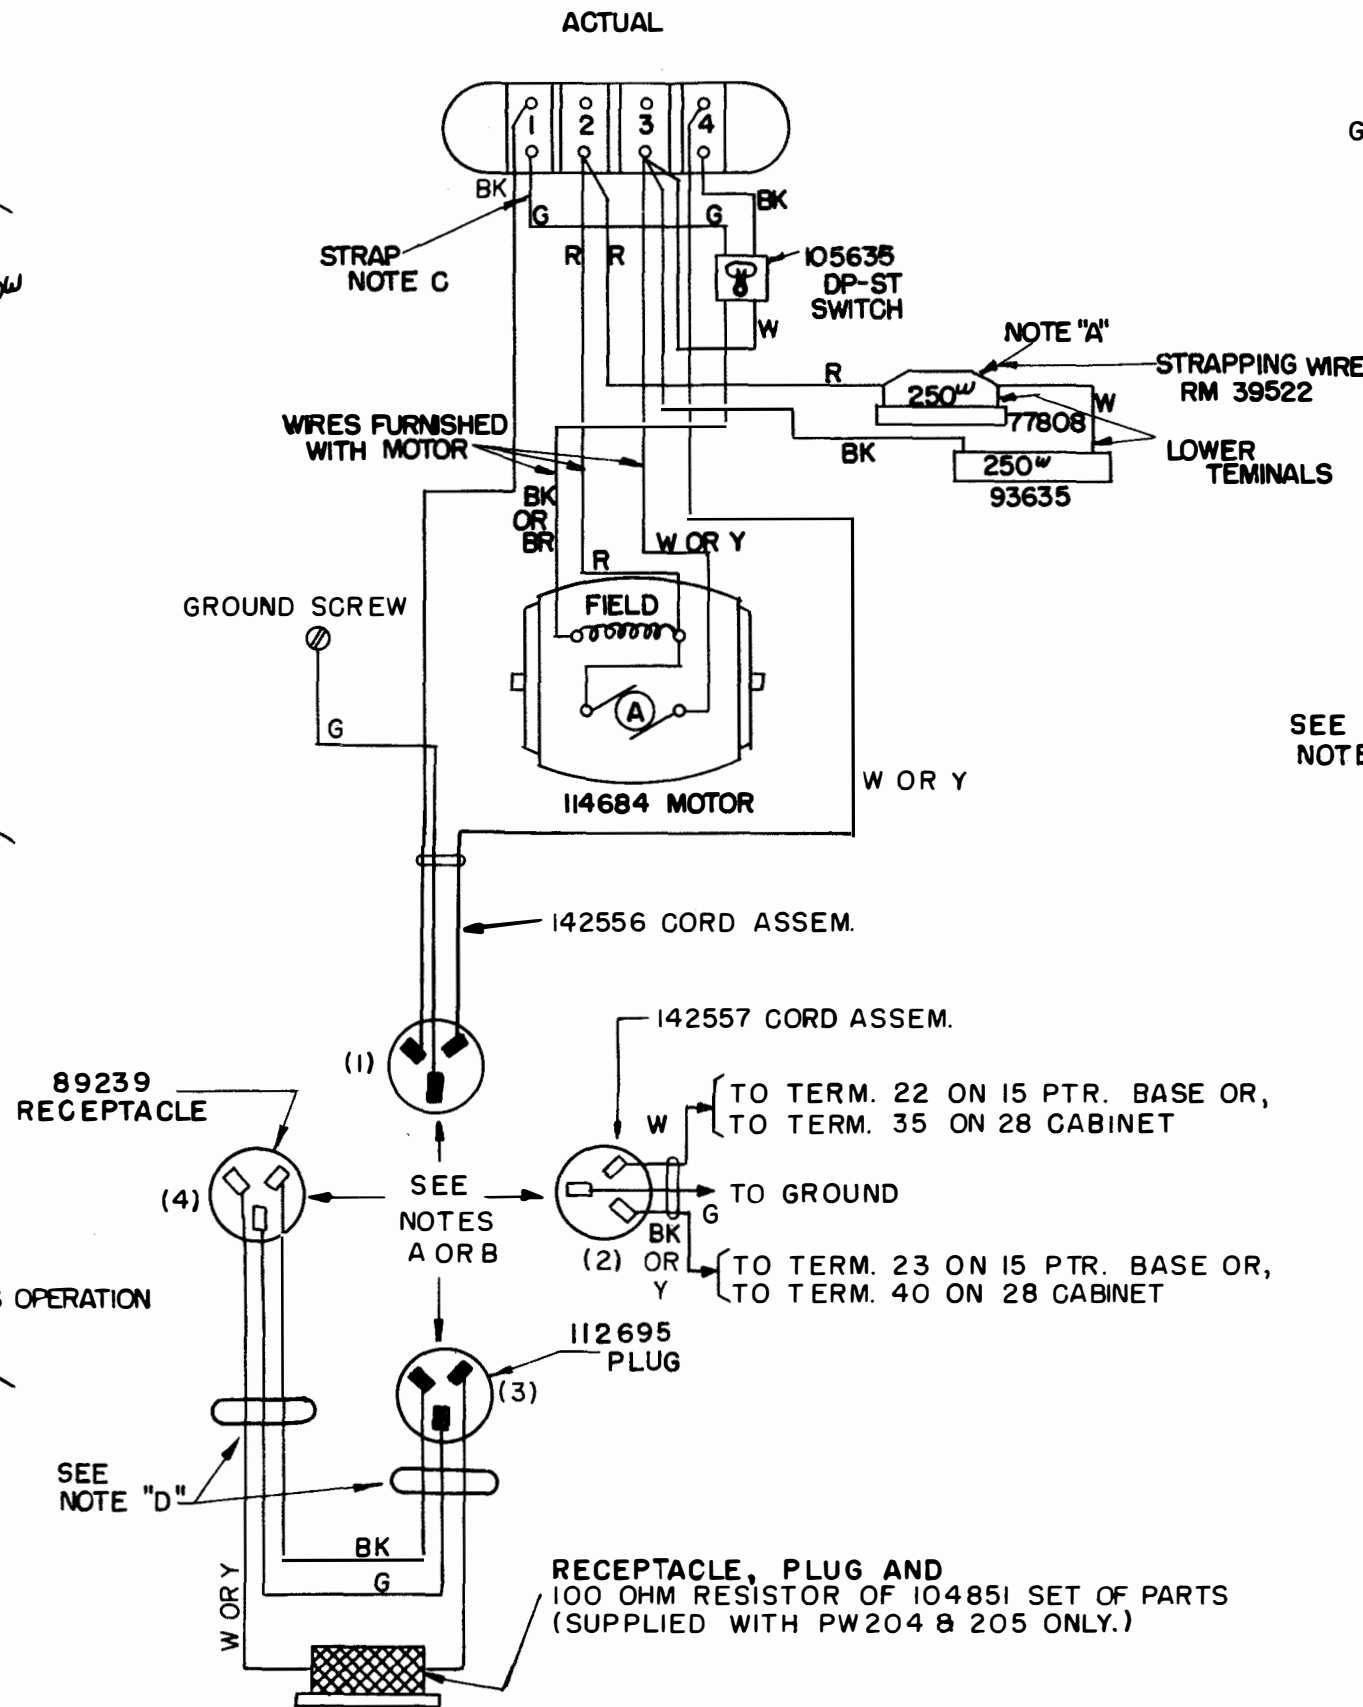 ACTUAL
G
1 2 3 4
BK
BK
G
G
STRAP
NOTE C
R R
105635
DP-ST
SWITCH
W
NOTE "A"
STRAPPING WIRE
RM 39522
R
250W
W
77808
WIRES FURNISHED
WITH MOTOR
BK
LOWER
TEMINALS
250W
93635
BK
OR
BR
W OR Y
R
FIELD
GROUND SCREW
A
G
SEE
NOTE
W OR Y
114684 MOTOR
142556 CORD ASSEM.
142557 CORD ASSEM.
(1)
89239
RECEPTACLE
TO TERM. 22 ON 15 PTR. BASE OR,
TO TERM. 35 ON 28 CABINET
W
(4)
SEE
NOTES
A OR B
TO GROUND
G
BK
OR
Y
(2)
TO TERM. 23 ON 15 PTR. BASE OR,
TO TERM. 40 ON 28 CABINET
OPERATION
112695
PLUG
(3)
SEE
NOTE "D"
BK
G
W OR Y
RECEPTACLE, PLUG AND
100 OHM RESISTOR OF 104851 SET OF PARTS
(SUPPLIED WITH PW204 & 205 ONLY.)